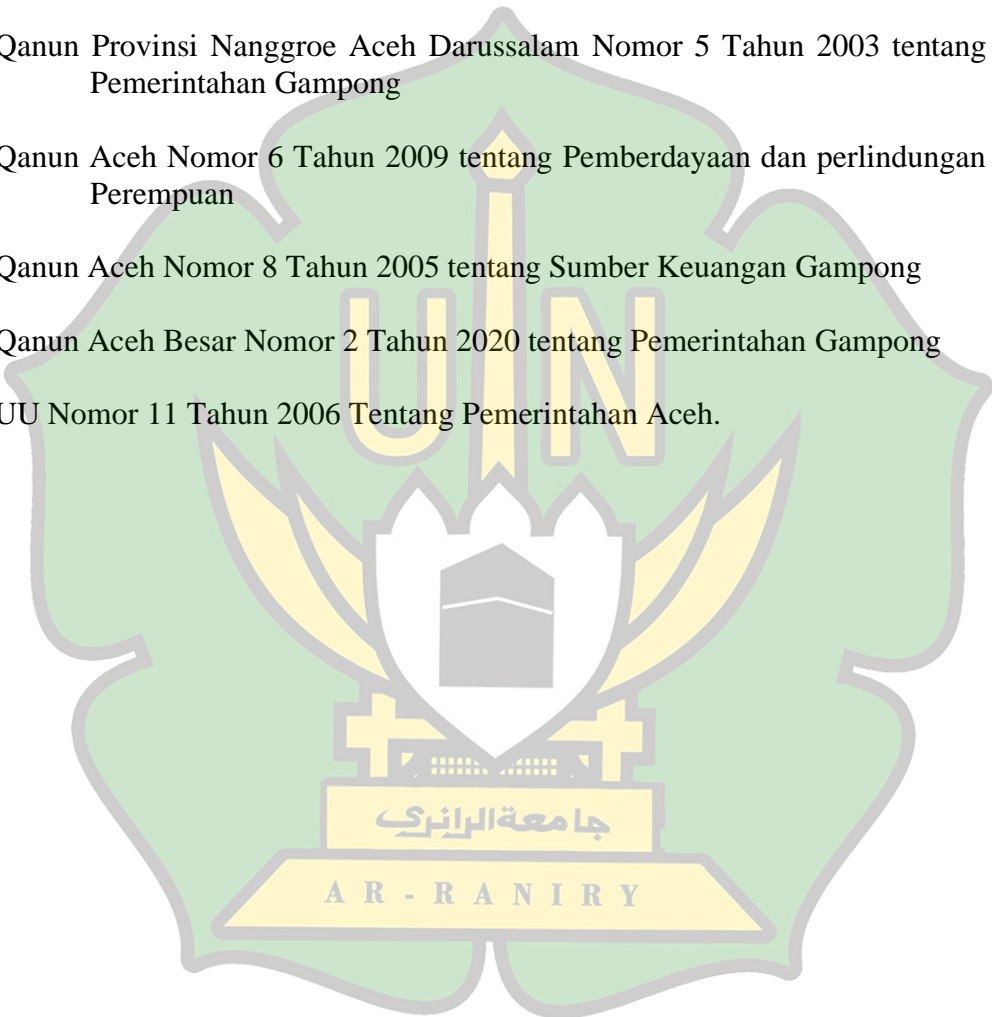 Qanun Provinsi Nanggroe Aceh Darussalam Nomor 5 Tahun 2003 tentang
Pemerintahan Gampong
Qanun Aceh Nomor 6 Tahun 2009 tentang Pemberdayaan dan perlindungan
Perempuan
Qanun Aceh Nomor 8 Tahun 2005 tentang Sumber Keuangan Gampong
Qanun Aceh Besar Nomor 2 Tahun 2020 tentang Pemerintahan Gampong
UU Nomor 11 Tahun 2006 Tentang Pemerintahan Aceh.
UIN
جامعة الرانري
AR-RANIRY